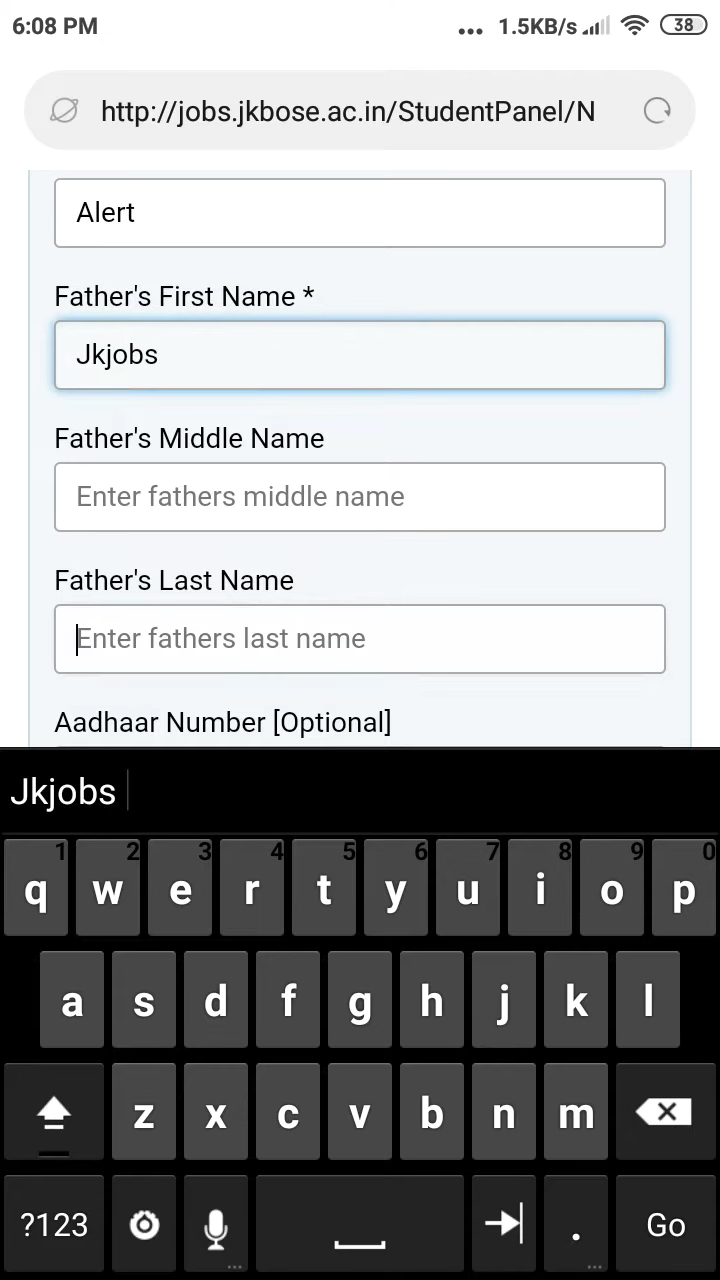 6:08 PM ... 1.5KB/s 38
http://jobs.jkbose.ac.in/StudentPanel/N
Alert
Father's First Name *
Jkjobs
Father's Middle Name
Enter fathers middle name
Father's Last Name
Enter fathers last name
Aadhaar Number [Optional]
Jkjobs
1 2 3 4 5 6 7 8 9 0
q w e r t y u i o p
a s d f g h j k l
z x c v b n m
?123 . Go